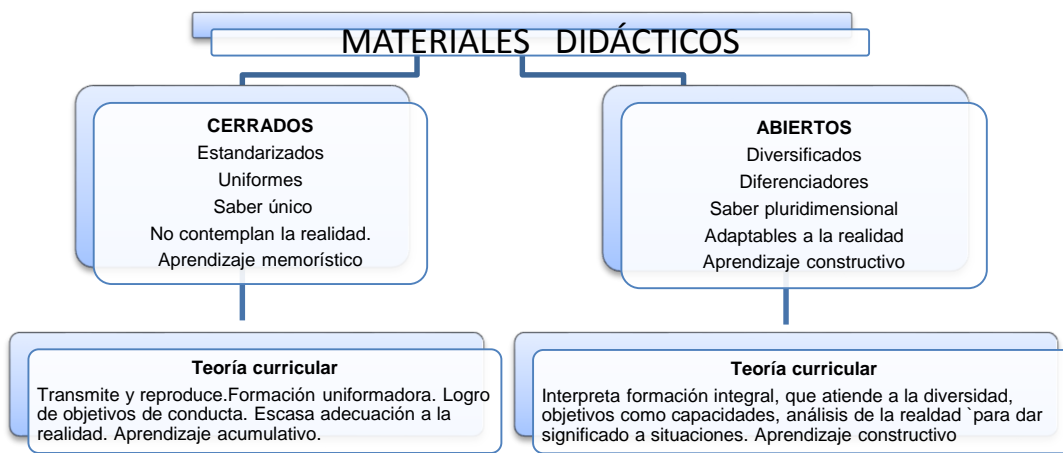 MATERIALES DIDÁCTICOS
CERRADOS
Estandarizados
Uniformes
Saber único
No contemplan la realidad.
Aprendizaje memorístico
ABIERTOS
Diversificados
Diferenciadores
Saber pluridimensional
Adaptables a la realidad
Aprendizaje constructivo
Teoría curricular
Transmite y reproduce.Formación uniformadora. Logro
de objetivos de conducta. Escasa adecuación a la
realidad. Aprendizaje acumulativo.
Teoría curricular
Interpreta formación integral, que atiende a la diversidad,
objetivos como capacidades, análisis de la realdad `para dar
significado a situaciones. Aprendizaje constructivo